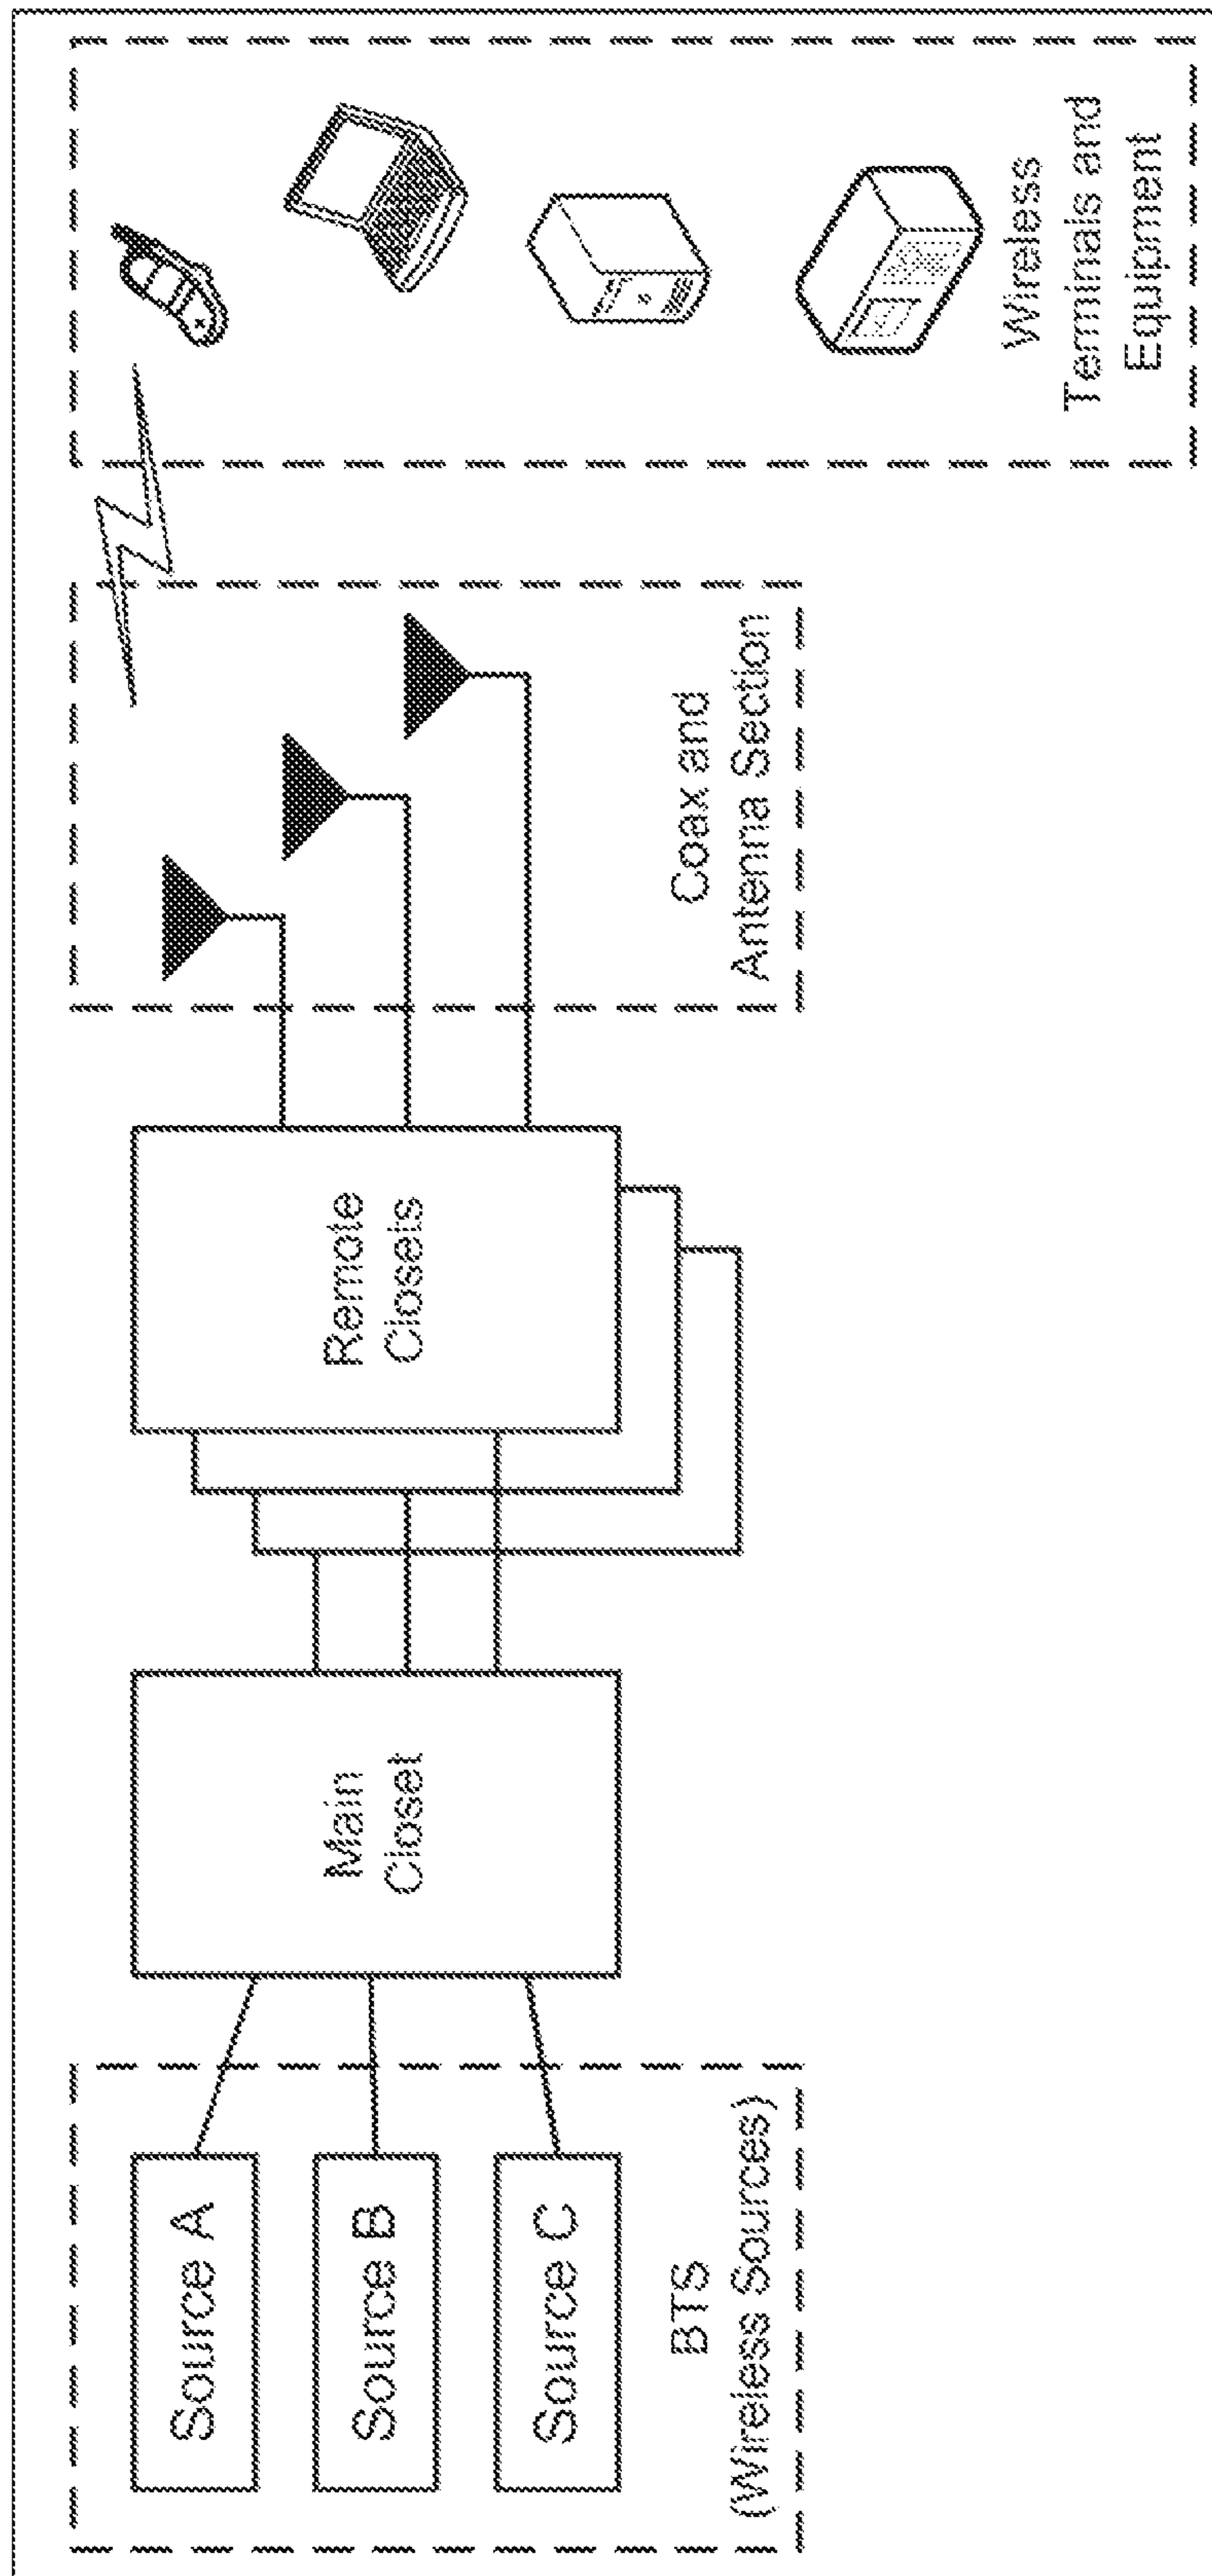 Source A
Source B
Source C
BTS
(Wireless Sources)
Main
Closet
Remote
Closets
Coax and
Antenna Section
Wireless
Terminals and
Equipment